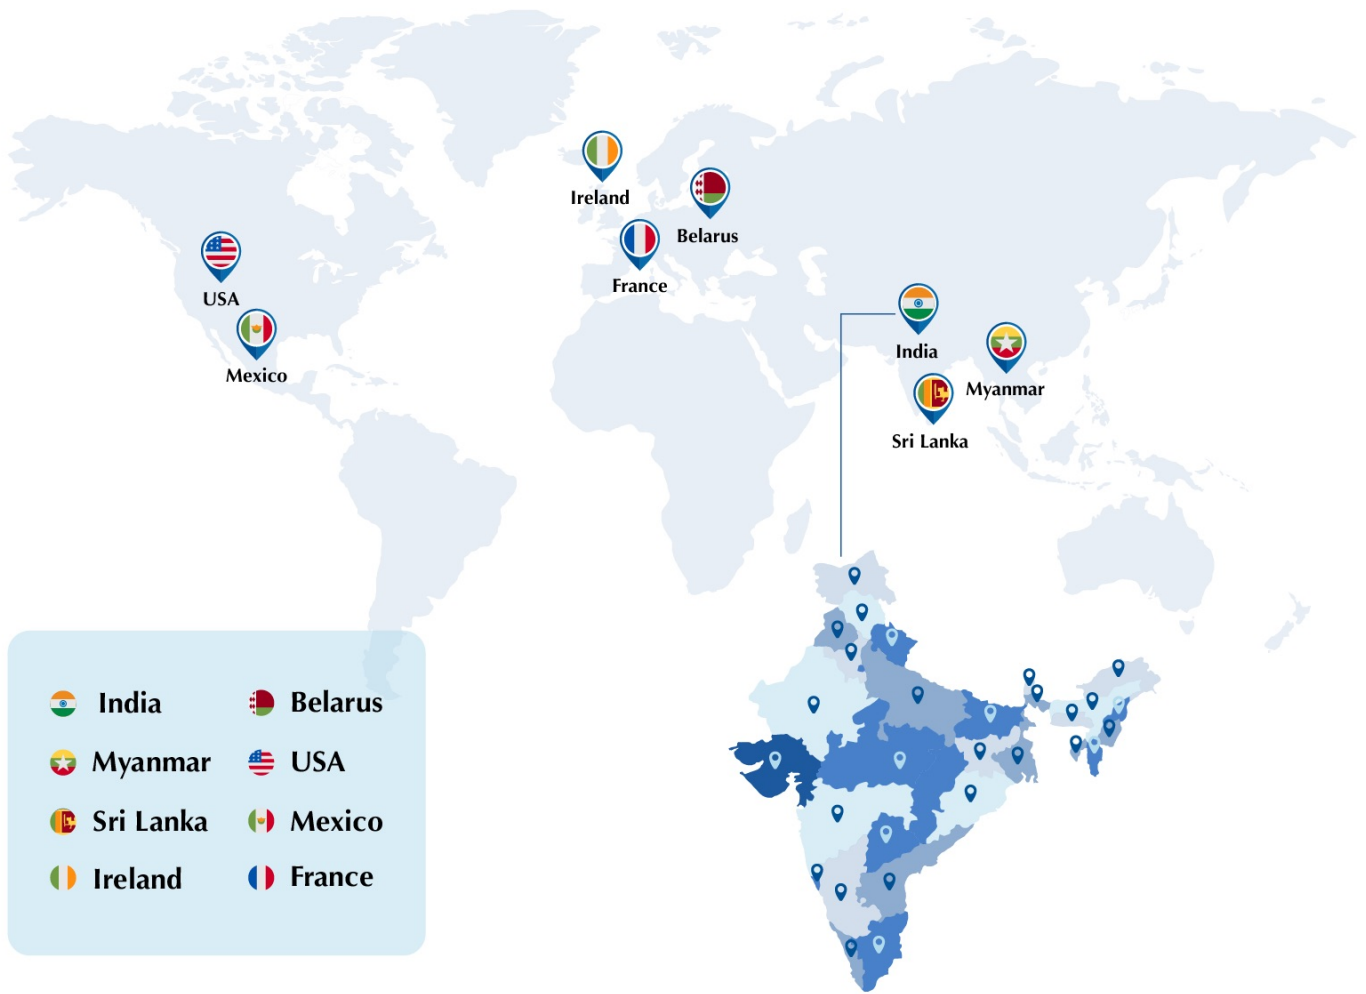 Ireland
Belarus
France
USA
Mexico
India
Myanmar
Sri Lanka
India
Belarus
Myanmar
USA
Sri Lanka
Mexico
Ireland
France